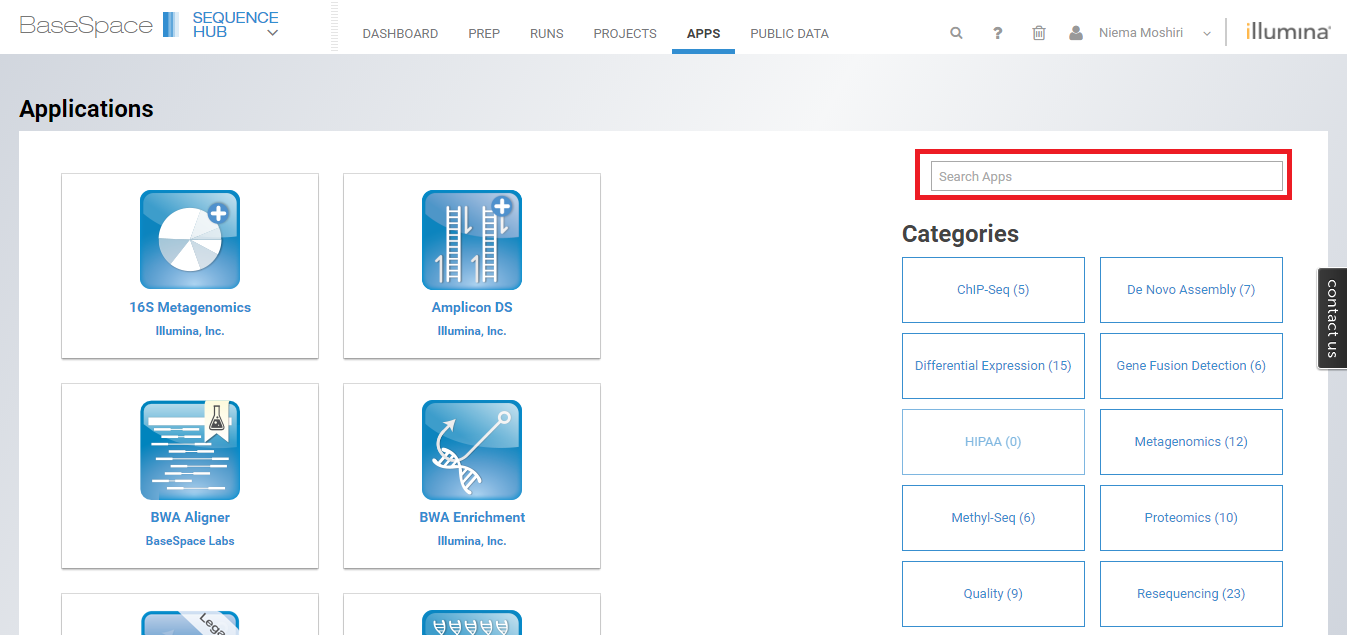 BaseSpace SEQUENCE HUB
DASHBOARD PREP RUNS PROJECTS APPS PUBLIC DATA
? Niema Moshiri illumina®
Applications
Search Apps
16S Metagenomics
Illumina, Inc.
Amplicon DS
Illumina, Inc.
BWA Aligner
BaseSpace Labs
BWA Enrichment
Illumina, Inc.
Categories
ChIP-Seq (5)
De Novo Assembly (7)
Differential Expression (15)
Gene Fusion Detection (6)
HIPAA (0)
Metagenomics (12)
Methyl-Seq (6)
Proteomics (10)
Quality (9)
Resequencing (23)
contact us